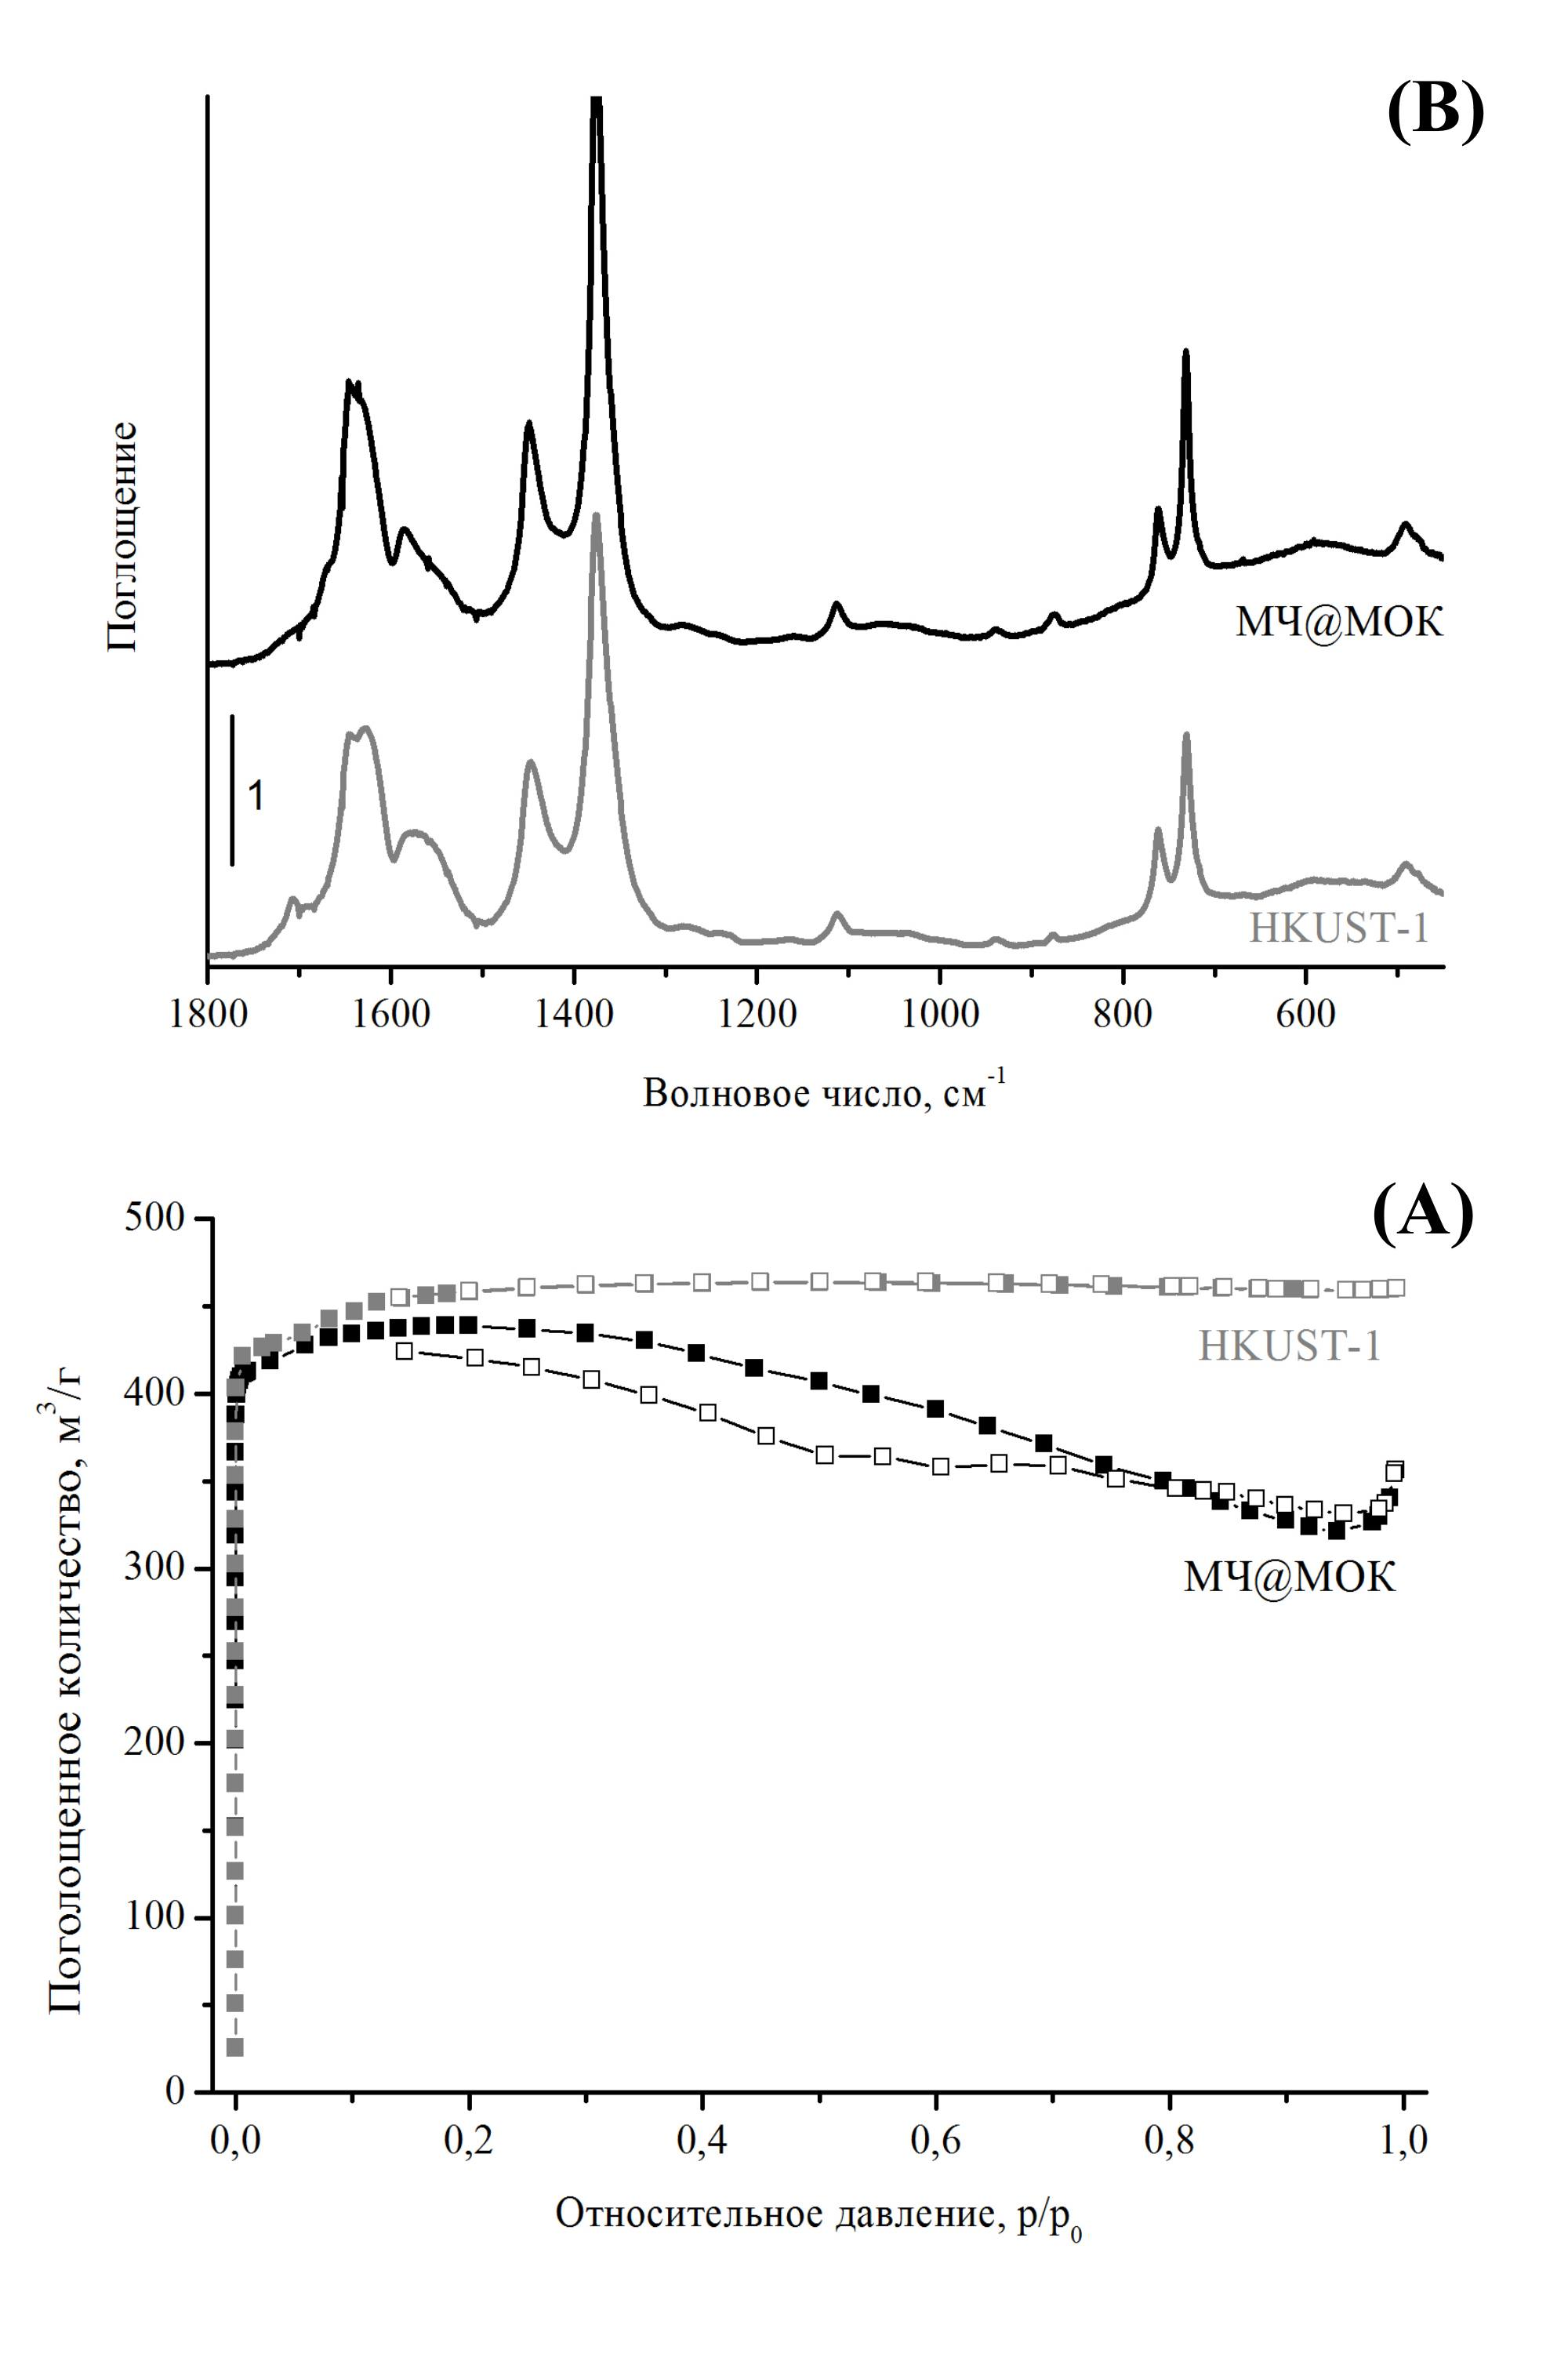 (В)
Поглощение
МЧ@МОК
1
HKUST-1
1800 1600 1400 1200 1000 800 600
Волновое число, см-1
(А)
500
400
300
200
100
0
Поголощенное количество, м3/г
HKUST-1
МЧ@МОК
0,0 0,2 0,4 0,6 0,8 1,0
Относительное давление, p/p0